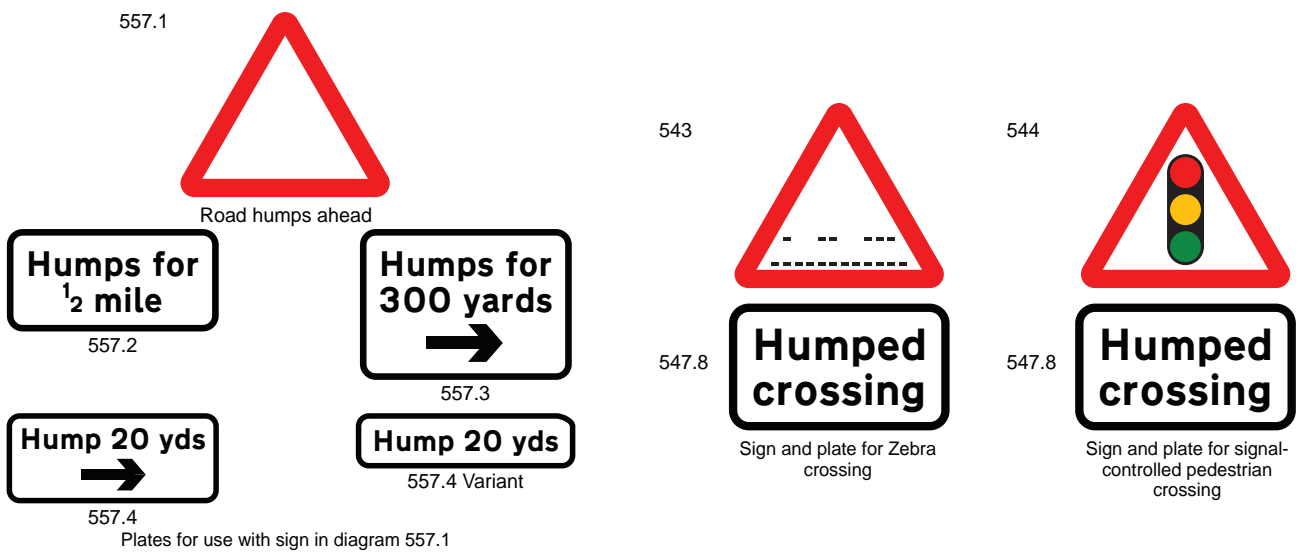 557.1
Road humps ahead
Humps for
½ mile
557.2
Humps for
300 yards
557.3
Hump 20 yds
557.4
Hump 20 yds
557.4 Variant
Plates for use with sign in diagram 557.1
543
547.8
Humped
crossing
Sign and plate for Zebra
crossing
544
547.8
Humped
crossing
Sign and plate for signal-
controlled pedestrian
crossing